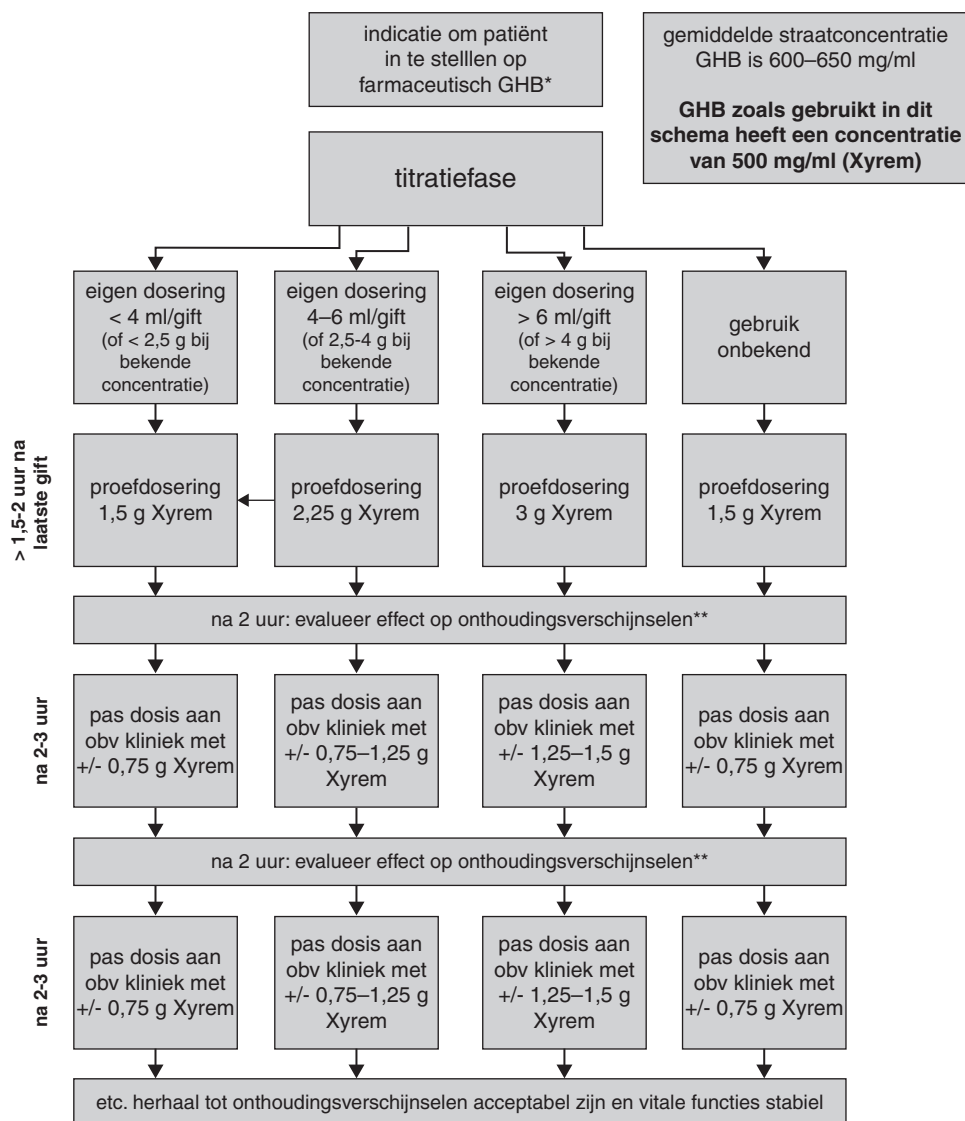 indicatie om patiënt
in te stelllen op
farmaceutisch GHB*
gemiddelde straatconcentratie
GHB is 600–650 mg/ml
GHB zoals gebruikt in dit
schema heeft een concentratie
van 500 mg/ml (Xyrem)
titratiefase
eigen dosering
< 4 ml/gift
(of < 2,5 g bij
bekende
concentratie)
eigen dosering
4–6 ml/gift
(of 2,5-4 g bij
bekende
concentratie)
eigen dosering
> 6 ml/gift
(of > 4 g bij
bekende
concentratie)
gebruik
onbekend
> 1,5-2 uur na
laatste gift
proefdosering
1,5 g Xyrem
proefdosering
2,25 g Xyrem
proefdosering
3 g Xyrem
proefdosering
1,5 g Xyrem
na 2 uur: evalueer effect op onthoudingsverschijnselen**
na 2-3 uur
pas dosis aan
obv kliniek met
+/- 0,75 g Xyrem
pas dosis aan
obv kliniek met
+/- 0,75–1,25 g
Xyrem
pas dosis aan
obv kliniek met
+/- 1,25–1,5 g
Xyrem
pas dosis aan
obv kliniek met
+/- 0,75 g Xyrem
na 2 uur: evalueer effect op onthoudingsverschijnselen**
na 2-3 uur
pas dosis aan
obv kliniek met
+/- 0,75 g Xyrem
pas dosis aan
obv kliniek met
+/- 0,75–1,25 g
Xyrem
pas dosis aan
obv kliniek met
+/- 1,25–1,5 g
Xyrem
pas dosis aan
obv kliniek met
+/- 0,75 g Xyrem
etc. herhaal tot onthoudingsverschijnselen acceptabel zijn en vitale functies stabiel